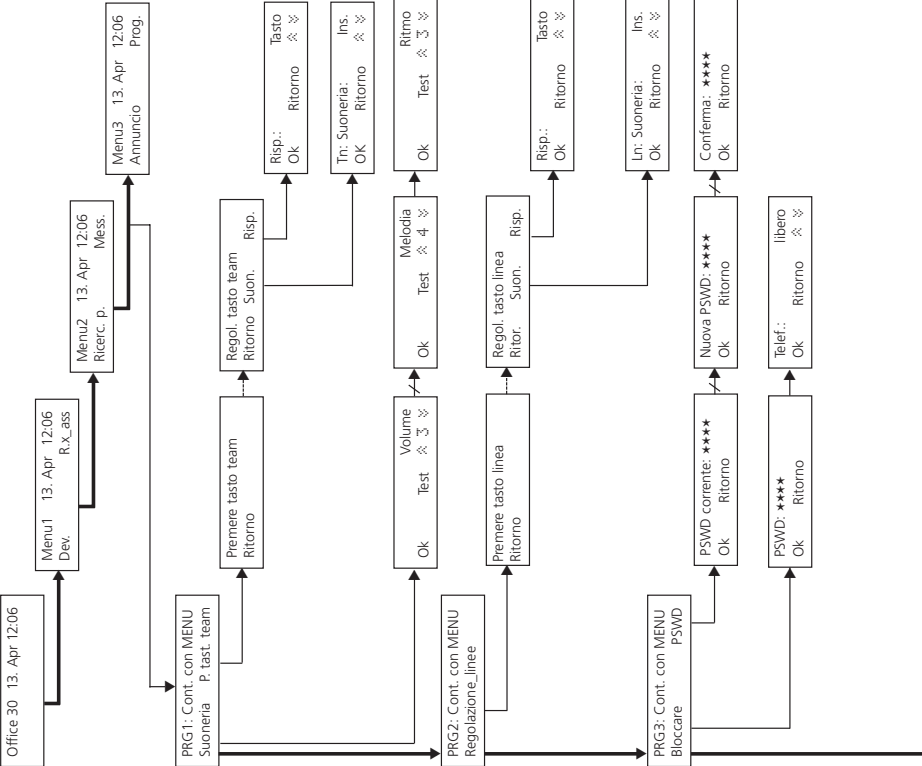 Office 30 13. Apr 12:06
Menu1 13. Apr 12:06
Dev. R.x_ass
Menu2 13. Apr 12:06
Ricerc. p. Mess.
Menu3 13. Apr 12:06
Annuncio Prog.
PRG1: Cont. con MENU
Suoneria P. tast. team
Premere tasto team
Ritorno
Regol. tasto team
Ritorno Suon. Risp.
Risp.: Tasto
Ok Ritorno
Tn: Suoneria: Ins.
OK Ritorno
Volume
Ok Test 3
Melodia
Ok Test 4
Ritmo
Ok Test 3
PRG2: Cont. con MENU
Regolazione_linee
Premere tasto linea
Ritorno
Regol. tasto linea
Ritor. Suon. Risp.
Risp.: Tasto
Ok Ritorno
Ln: Suoneria: Ins.
Ok Ritorno
PRG3: Cont. con MENU
Bloccare PSWD
PSWD corrente: ★★★★
Ok Ritorno
Nuova PSWD: ★★★★
Ok Ritorno
Conferma: ★★★★
Ok Ritorno
PSWD: ★★★★
Ok Ritorno
Telef.: libero
Ok Ritorno